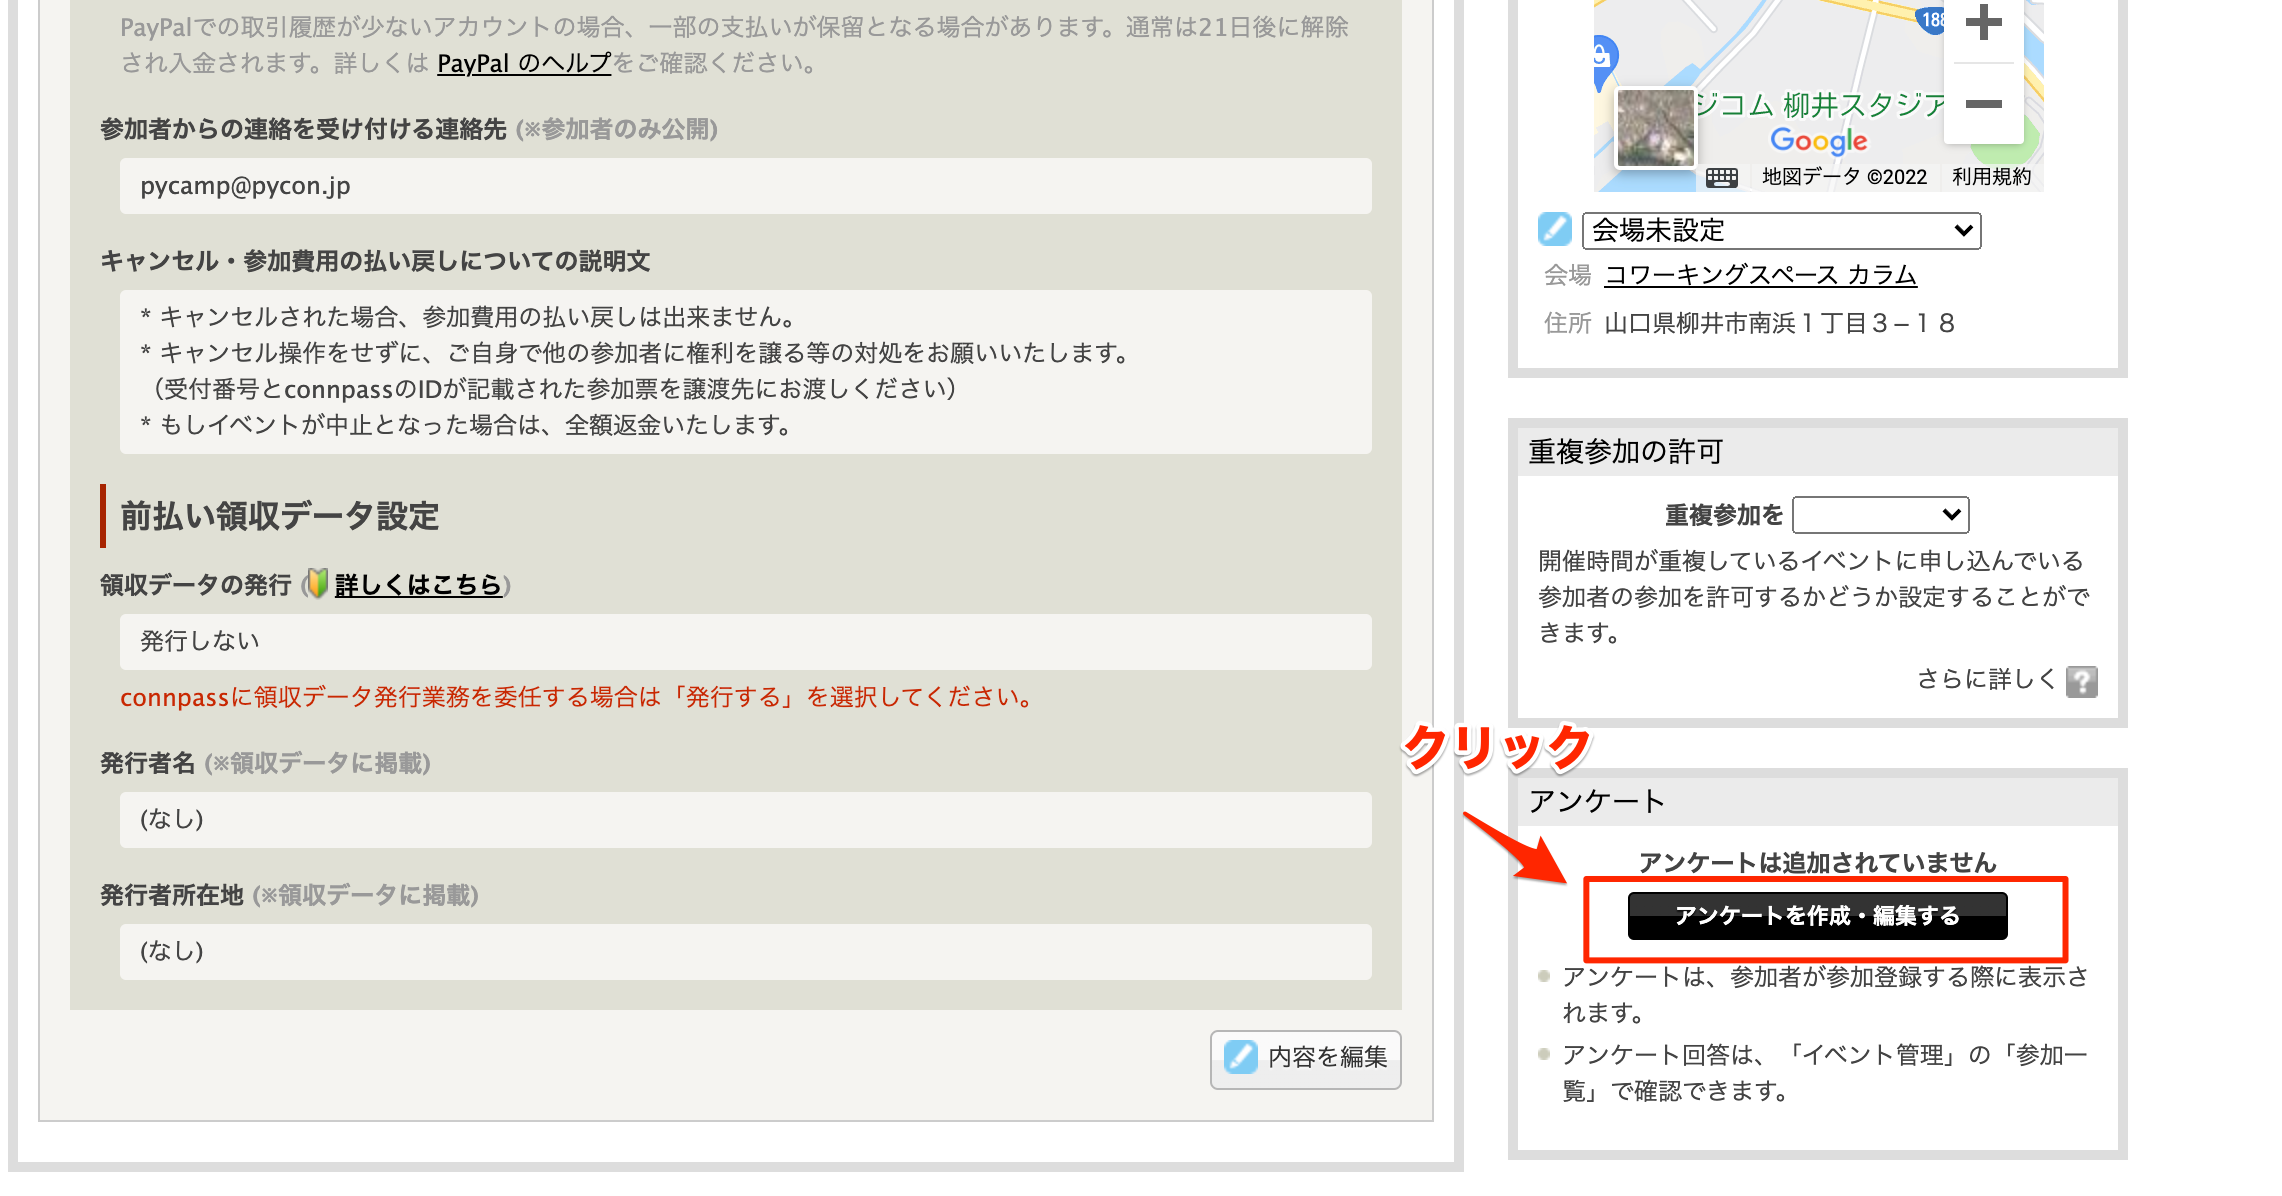 PayPalでの取引履歴が少ないアカウントの場合、一部の支払いが保留となる場合があります。通常は21日後に解除
され入金されます。詳しくは PayPal のヘルプをご確認ください。
参加者からの連絡を受け付ける連絡先 (※参加者のみ公開)
pycamp@pycon.jp
キャンセル・参加費用の払い戻しについての説明文
* キャンセルされた場合、参加費用の払い戻しは出来ません。
* キャンセル操作をせずに、ご自身で他の参加者に権利を譲る等の対処をお願いいたします。
（受付番号とconnpassのIDが記載された参加票を譲渡先にお渡しください）
* もしイベントが中止となった場合は、全額返金いたします。
前払い領収データ設定
領収データの発行 (詳しくはこちら)
発行しない
connpassに領収データ発行業務を委任する場合は「発行する」を選択してください。
発行者名 (※領収データに掲載)
(なし)
発行者所在地 (※領収データに掲載)
(なし)
内容を編集
188
ジコム 柳井スタジア
Google
地図データ ©2022 利用規約
会場未設定
会場 コワーキングスペース カラム
住所 山口県柳井市南浜１丁目３−１８
重複参加の許可
重複参加を
開催時間が重複しているイベントに申し込んでいる
参加者の参加を許可するかどうか設定することがで
きます。
さらに詳しく ?
クリック
アンケート
アンケートは追加されていません
アンケートを作成・編集する
アンケートは、参加者が参加登録する際に表示さ
れます。
アンケート回答は、「イベント管理」の「参加一
覧」で確認できます。